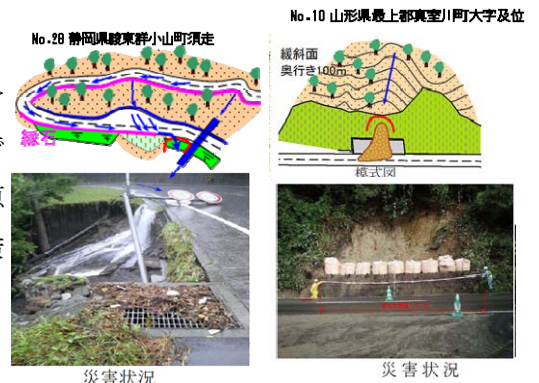 No.28 静岡県駿東群小山町須走
縁石
災害状況
No.10 山形県最上郡真室川町大字及位
緩斜面
奥行き100m
模式図
災害状況